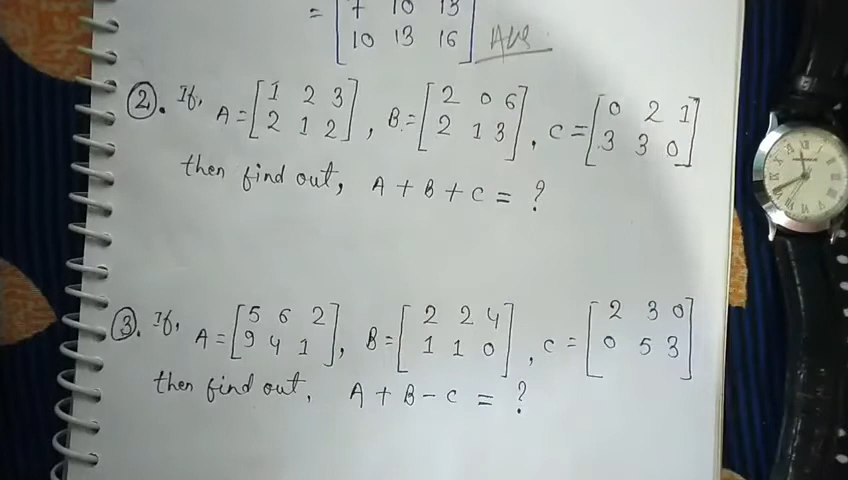 = [7 10 13
10 13 16] Ans
②. If, A = [1 2 3
2 1 2], B = [2 0 6
2 1 3], C = [0 2 1
3 3 0]
then find out, A + B + C = ?
③. If, A = [5 6 2
9 4 1], B = [2 2 4
1 1 0], C = [2 3 0
0 5 3]
then find out, A + B - C = ?